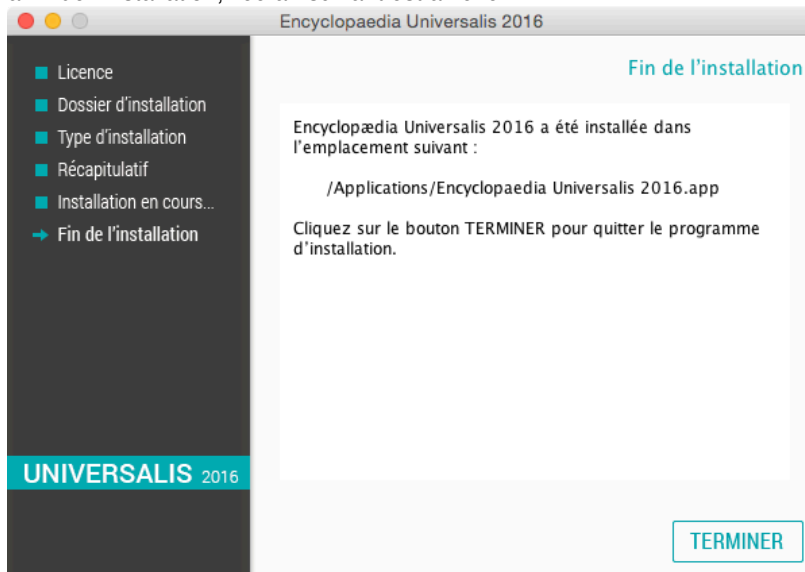 Encyclopaedia Universalis 2016
Licence
Dossier d'installation
Type d'installation
Récapitulatif
Installation en cours...
Fin de l'installation
UNIVERSALIS 2016
Fin de l'installation
Encyclopædia Universalis 2016 a été installée dans
l'emplacement suivant :
/Applications/Encyclopaedia Universalis 2016.app
Cliquez sur le bouton TERMINER pour quitter le programme
d'installation.
TERMINER